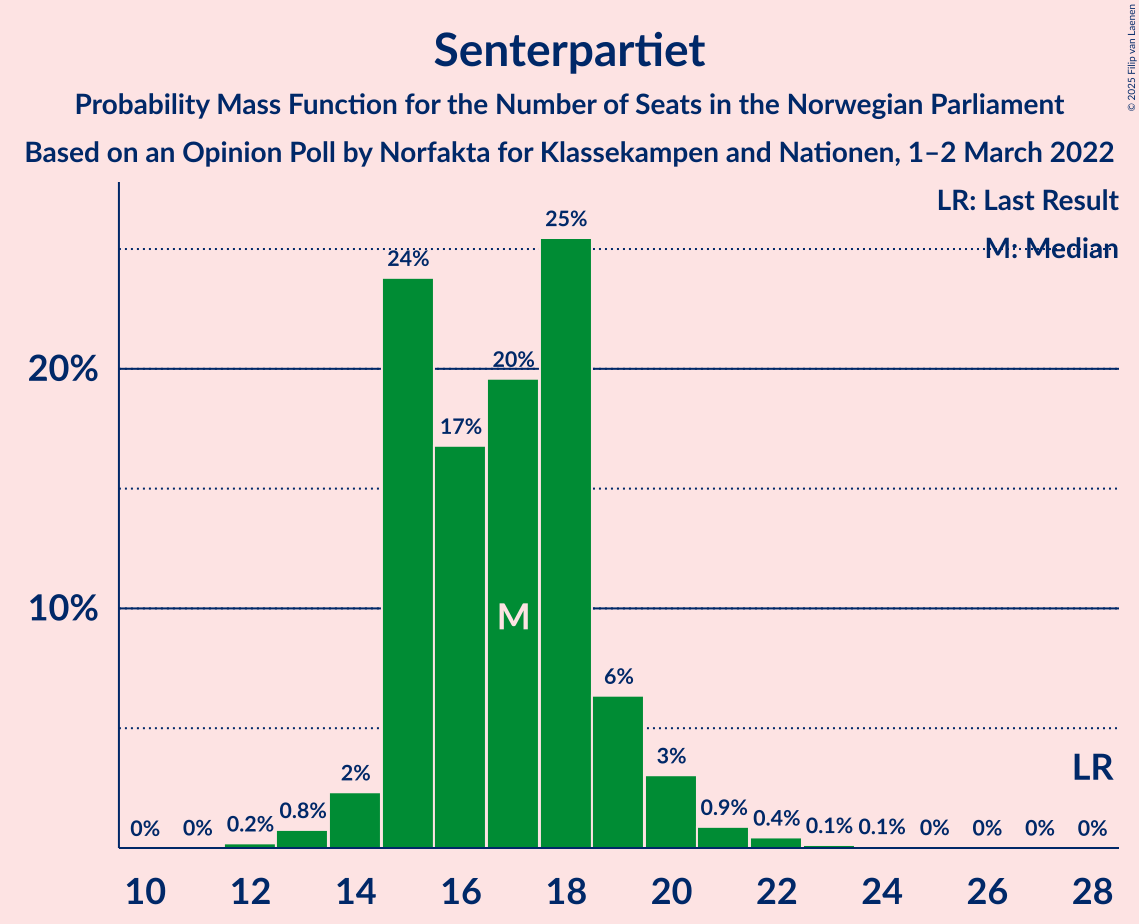 Senterpartiet
Probability Mass Function for the Number of Seats in the Norwegian Parliament
Based on an Opinion Poll by Norfakta for Klassekampen and Nationen, 1–2 March 2022
© 2025 Filip van Laenen
LR: Last Result
M: Median
20%
10%
0%
0%
0.2%
0.8%
2%
24%
17%
20%
25%
6%
3%
0.9%
0.4%
0.1%
0.1%
0%
0%
0%
0%
M
LR
10 12 14 16 18 20 22 24 26 28